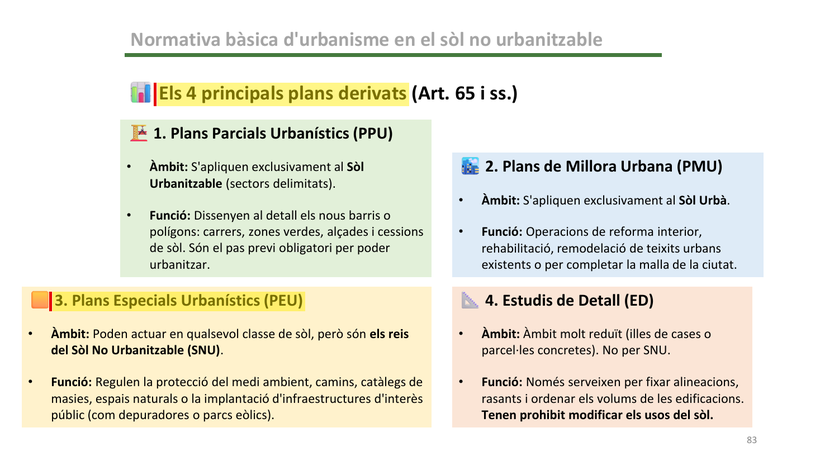 Normativa bàsica d'urbanisme en el sòl no urbanitzable
Els 4 principals plans derivats (Art. 65 i ss.)
1. Plans Parcials Urbanístics (PPU)
• Àmbit: S'apliquen exclusivament al Sòl
Urbanitzable (sectors delimitats).
• Funció: Dissenyen al detall els nous barris o
polígons: carrers, zones verdes, alçades i cessions
de sòl. Són el pas previ obligatori per poder
urbanitzar.
2. Plans de Millora Urbana (PMU)
• Àmbit: S'apliquen exclusivament al Sòl Urbà.
• Funció: Operacions de reforma interior,
rehabilitació, remodelació de teixits urbans
existents o per completar la malla de la ciutat.
3. Plans Especials Urbanístics (PEU)
• Àmbit: Poden actuar en qualsevol classe de sòl, però són els reis
del Sòl No Urbanitzable (SNU).
• Funció: Regulen la protecció del medi ambient, camins, catàlegs de
masies, espais naturals o la implantació d'infraestructures d'interès
públic (com depuradores o parcs eòlics).
4. Estudis de Detall (ED)
• Àmbit: Àmbit molt reduït (illes de cases o
parcel·les concretes). No per SNU.
• Funció: Només serveixen per fixar alineacions,
rasants i ordenar els volums de les edificacions.
Tenen prohibit modificar els usos del sòl.
83